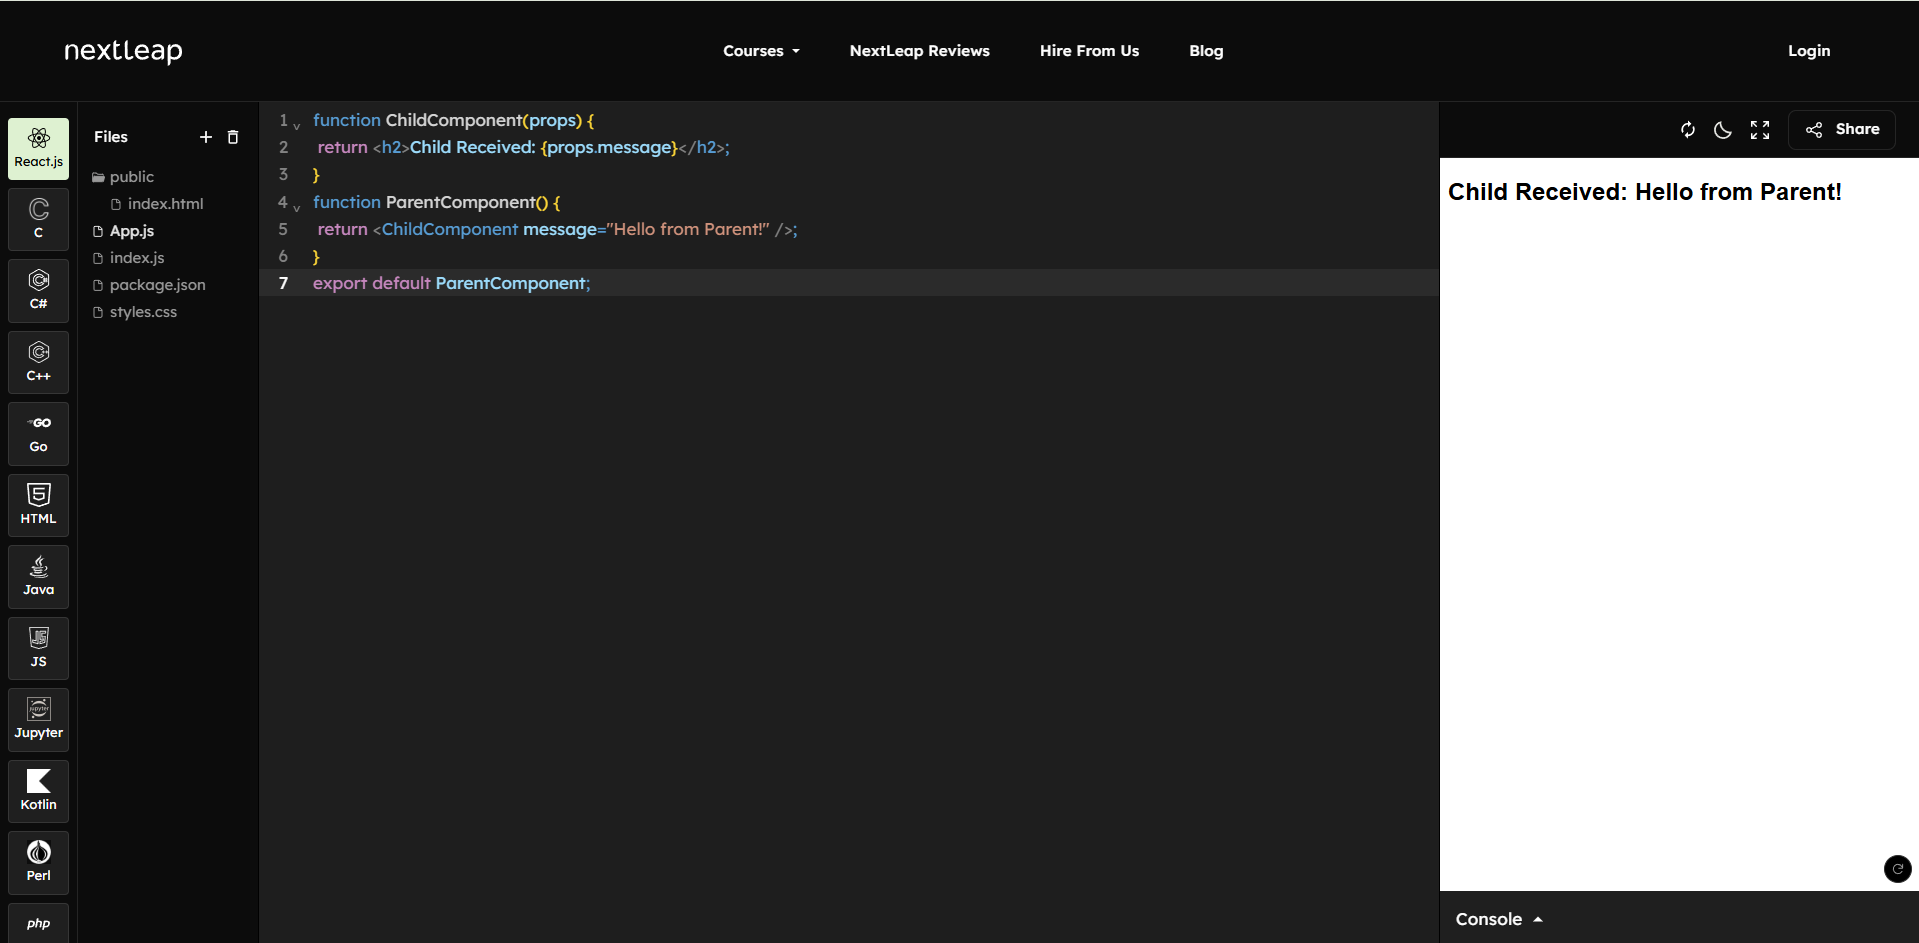 nextleap
Courses
NextLeap Reviews
Hire From Us
Blog
Login
React.js
C
C#
C++
GO
Go
HTML
Java
JS
JS
jupyter
Jupyter
Kotlin
Perl
php
Files
public
index.html
App.js
index.js
package.json
styles.css
1 function ChildComponent(props) {
2 return <h2>Child Received: {props.message}</h2>;
3 }
4 function ParentComponent() {
5 return <ChildComponent message="Hello from Parent!" />;
6 }
7 export default ParentComponent;
Share
Child Received: Hello from Parent!
Console